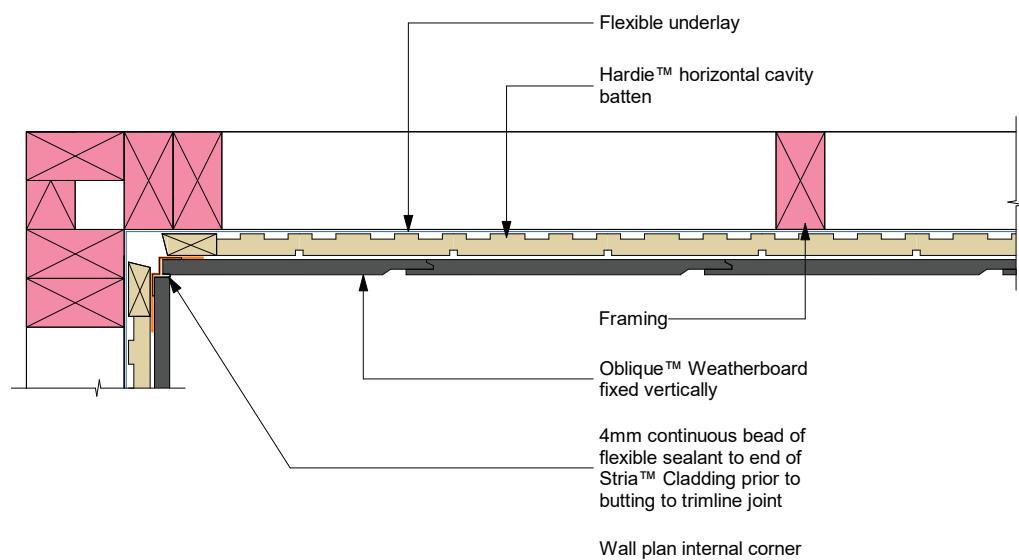 Flexible underlay
Hardie™ horizontal cavity
batten
Framing
Oblique™ Weatherboard
fixed vertically
4mm continuous bead of
flexible sealant to end of
Stria™ Cladding prior to
butting to trimline joint
Wall plan internal corner